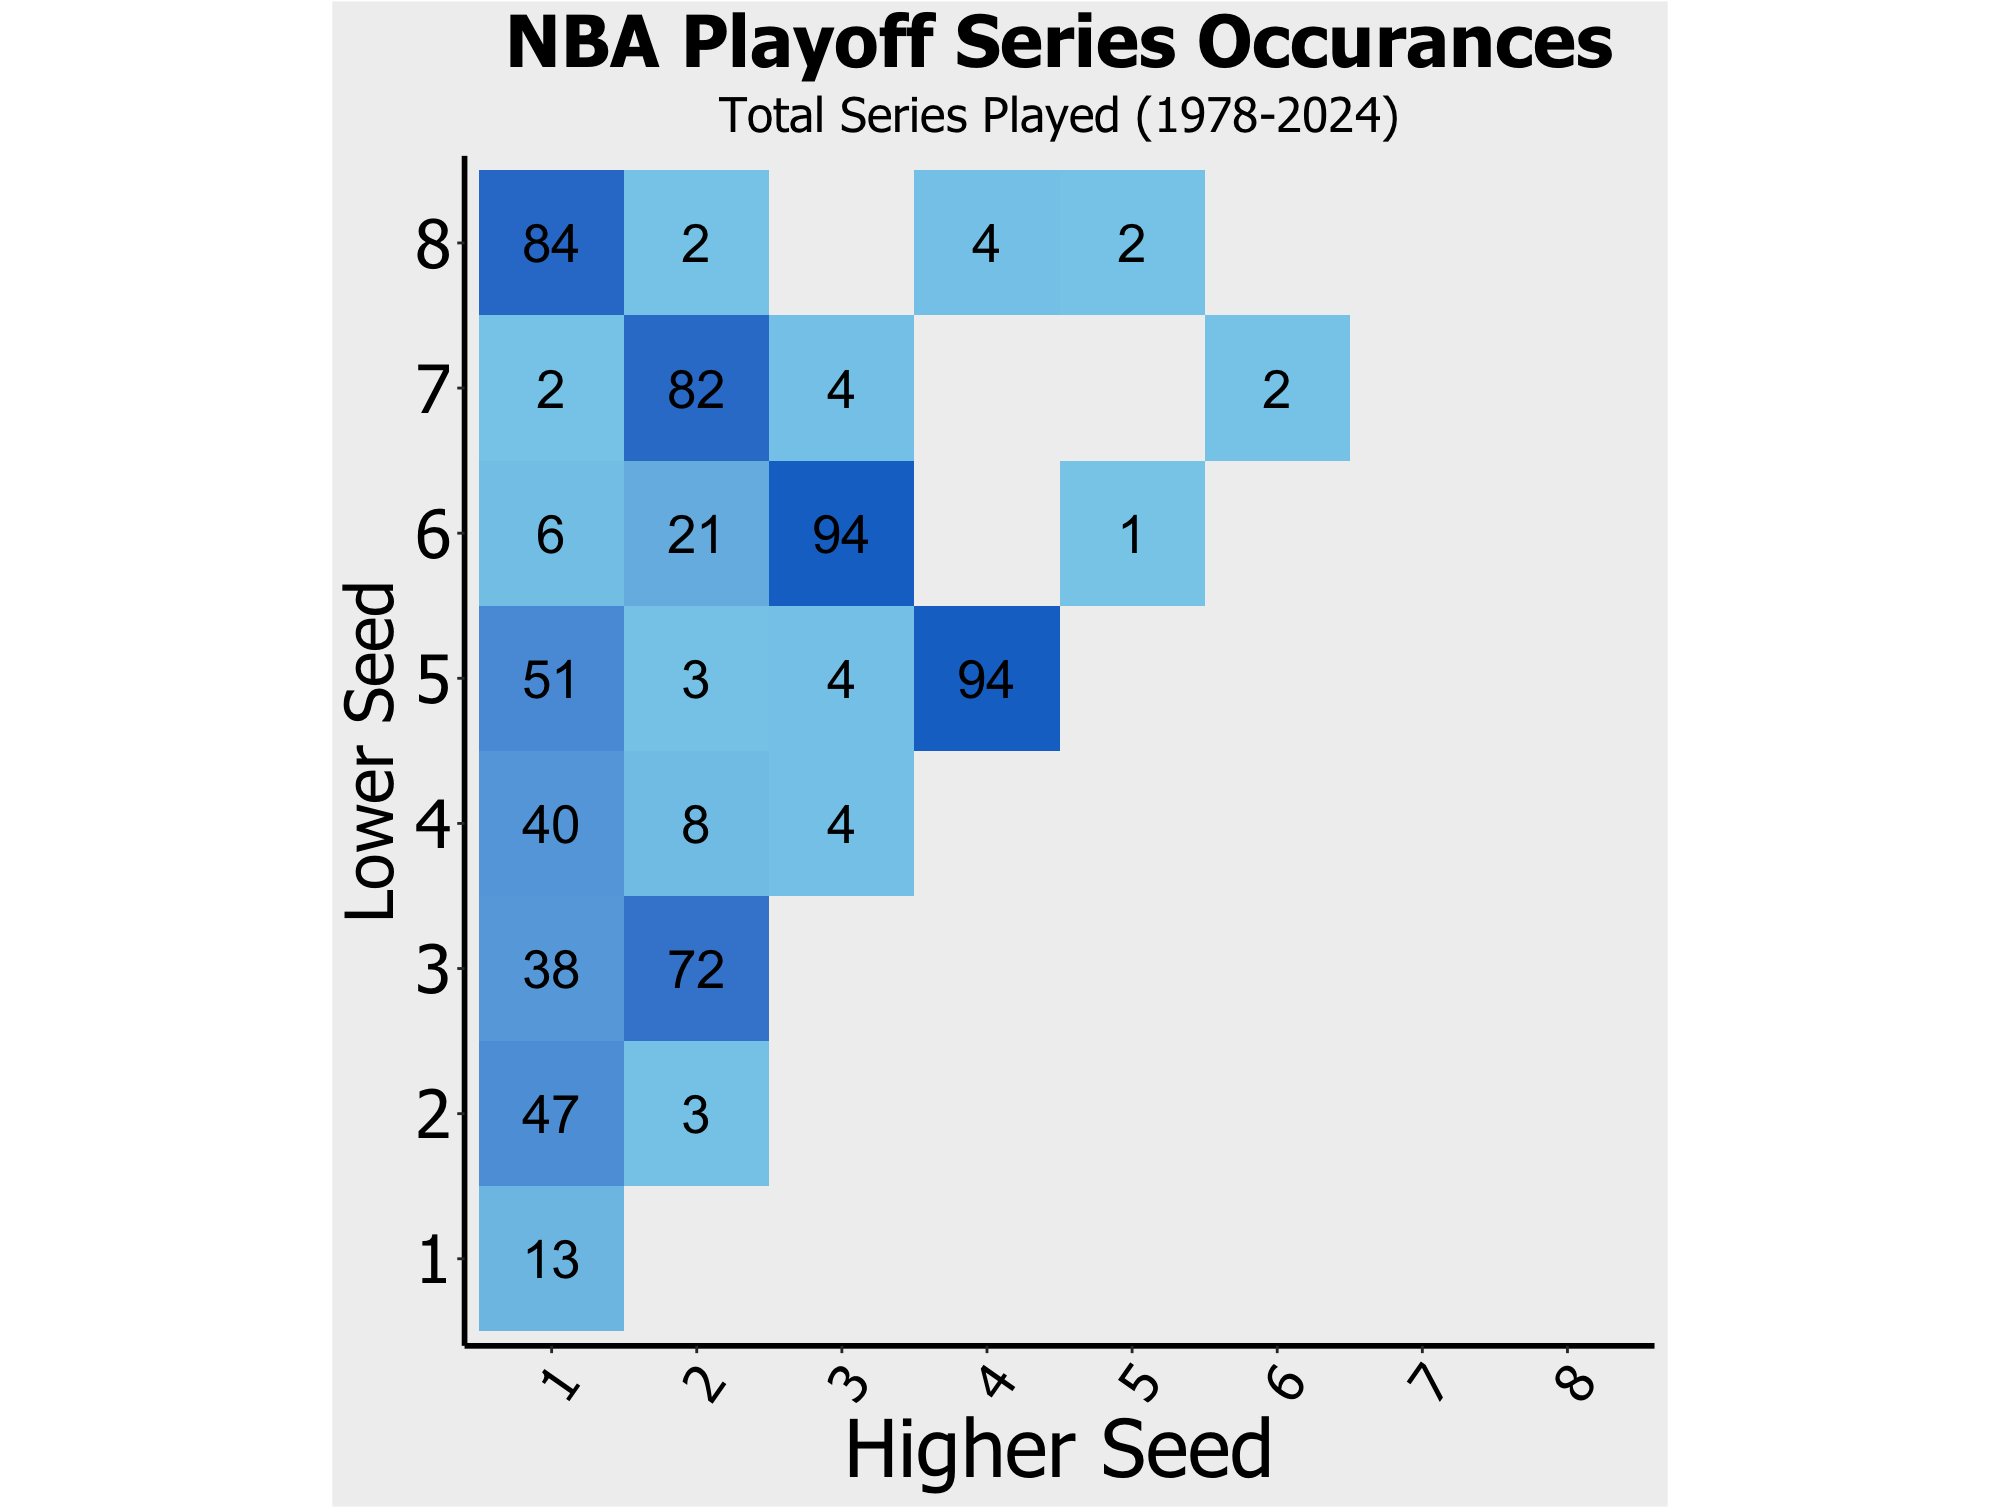 NBA Playoff Series Occurances
Total Series Played (1978-2024)
Lower Seed
8 84 2 4 2
7 2 82 4 2
6 6 21 94 1
5 51 3 4 94
4 40 8 4
3 38 72
2 47 3
1 13
1 2 3 4 5 6 7 8
Higher Seed